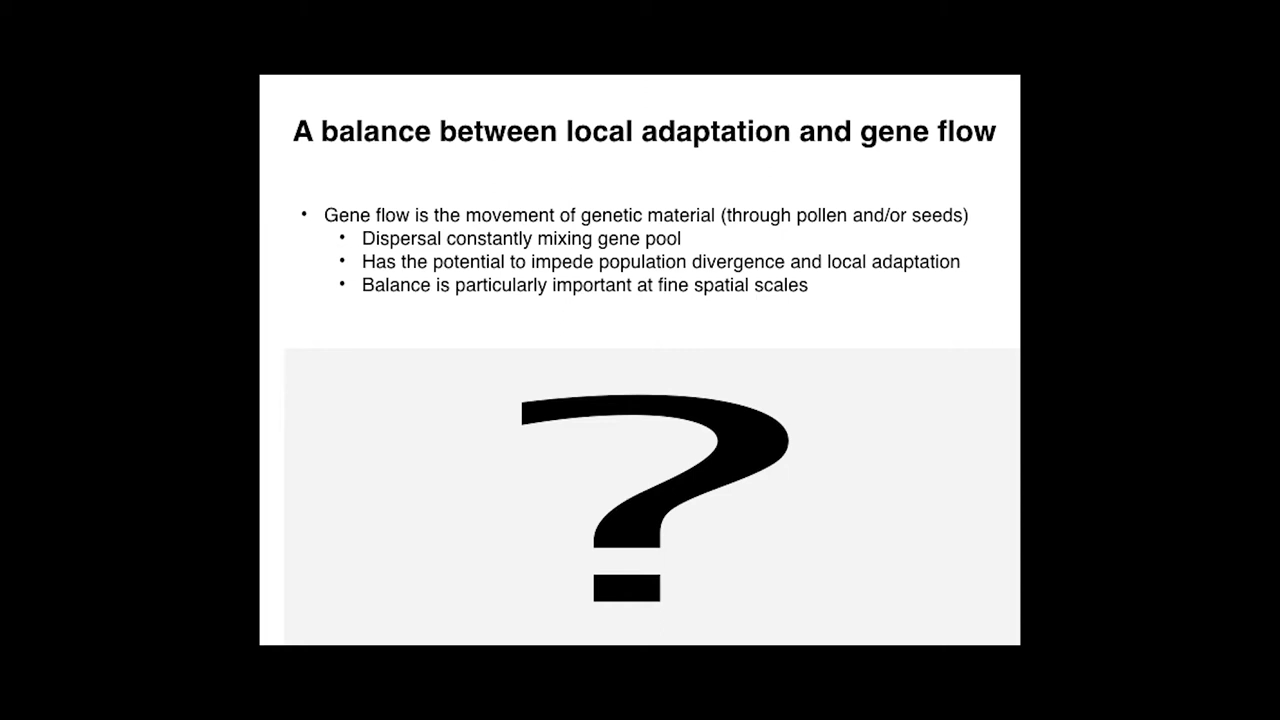 A balance between local adaptation and gene flow
• Gene flow is the movement of genetic material (through pollen and/or seeds)
• Dispersal constantly mixing gene pool
• Has the potential to impede population divergence and local adaptation
• Balance is particularly important at fine spatial scales
?